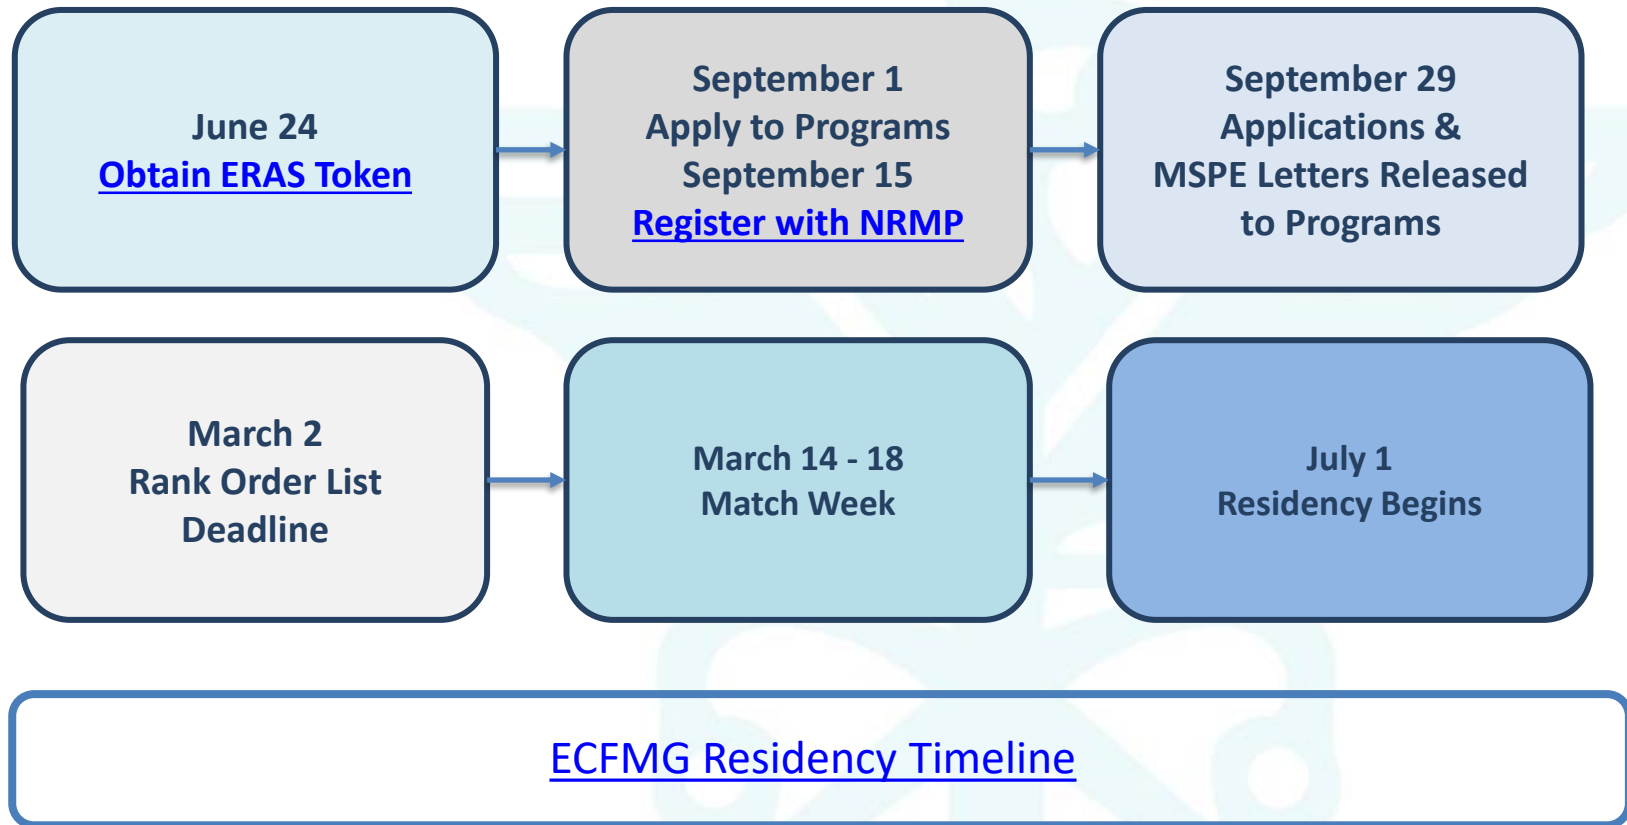 June 24
Obtain ERAS Token
September 1
Apply to Programs
September 15
Register with NRMP
September 29
Applications &
MSPE Letters Released
to Programs
March 2
Rank Order List
Deadline
March 14 - 18
Match Week
July 1
Residency Begins
ECFMG Residency Timeline